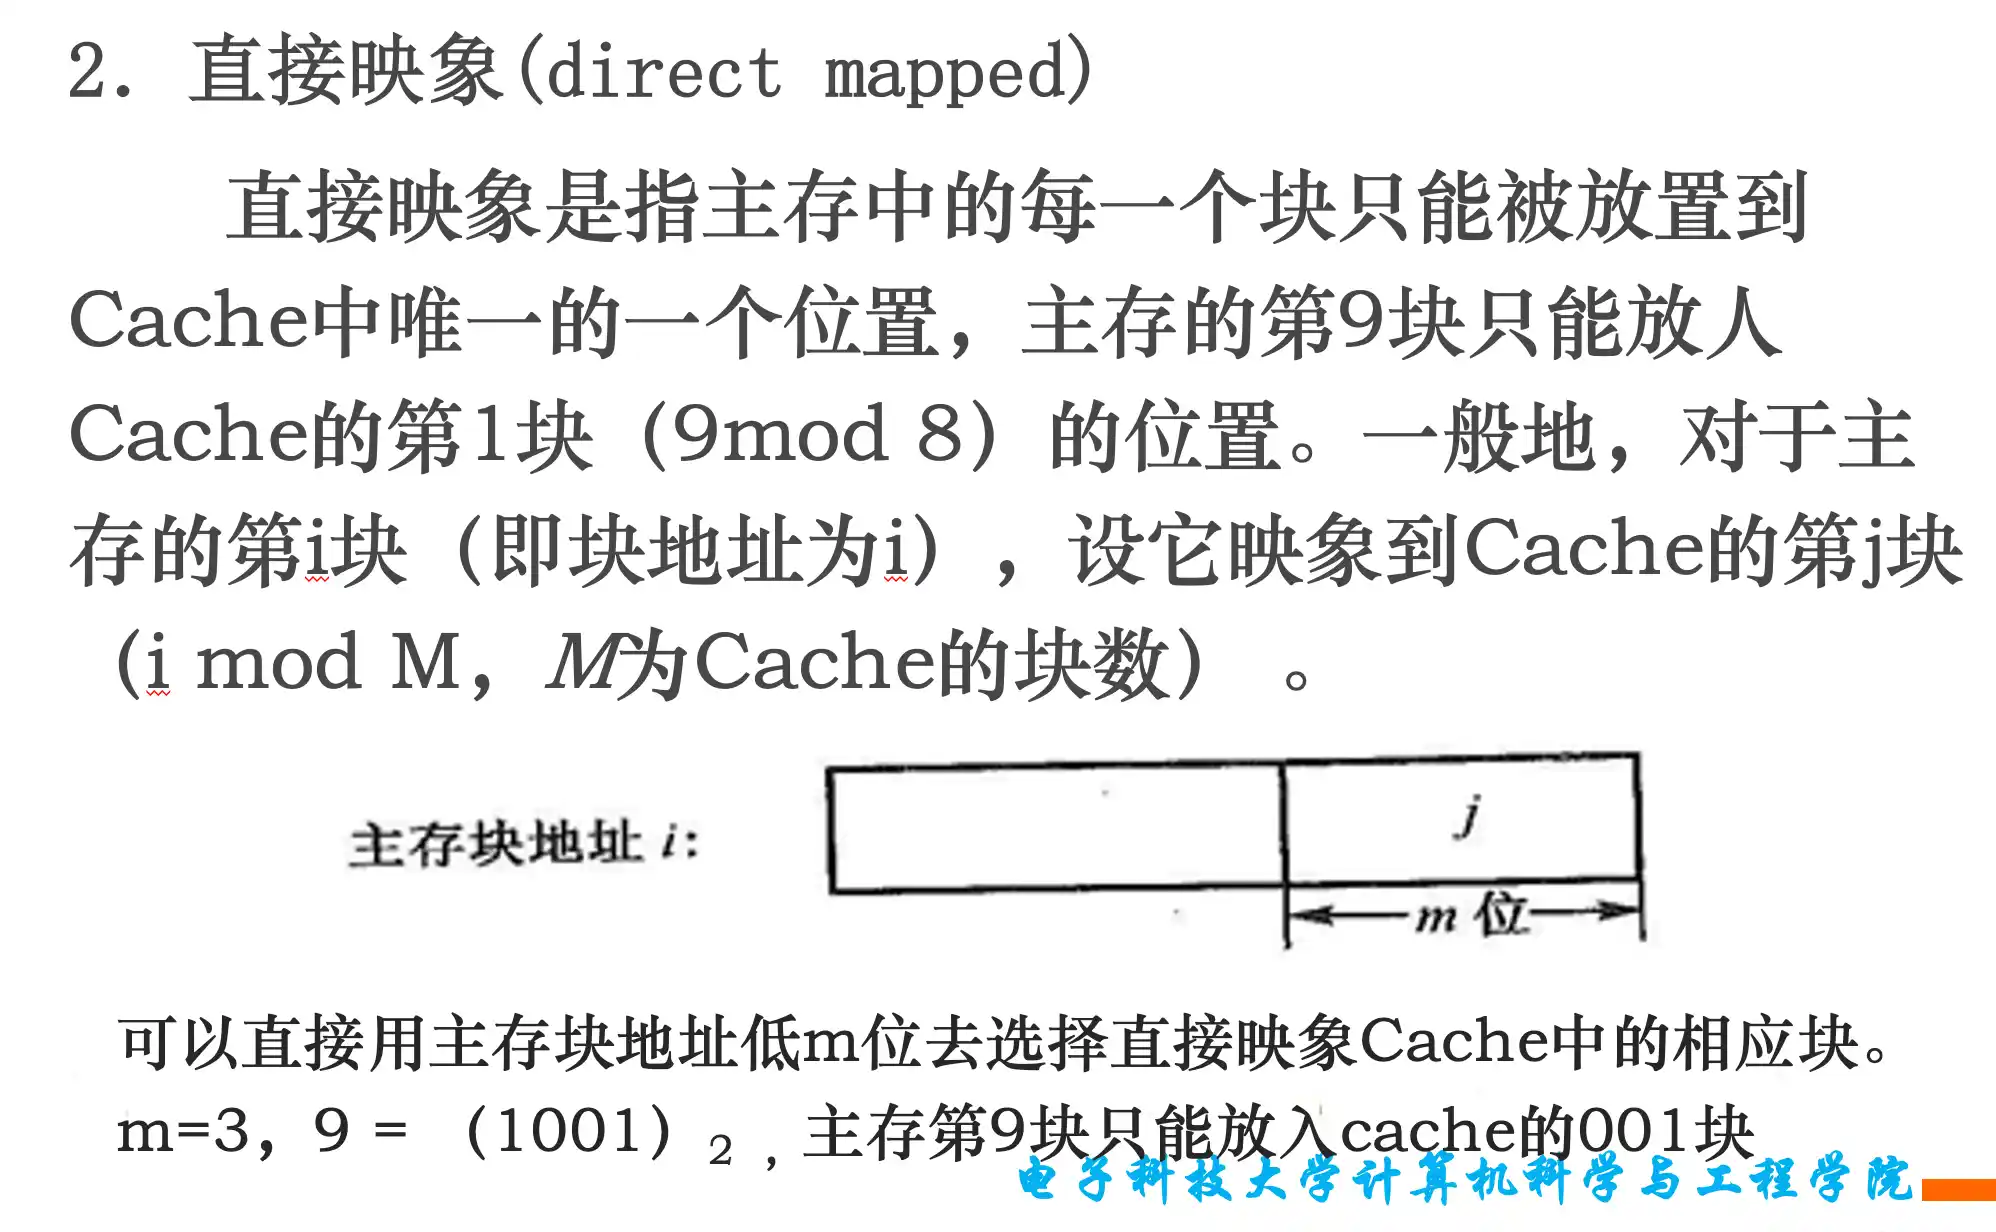 2. 直接映象(direct mapped)
直接映象是指主存中的每一个块只能被放置到
Cache中唯一的一个位置，主存的第9块只能放人
Cache的第1块（9mod 8）的位置。一般地，对于主
存的第i块（即块地址为i），设它映象到Cache的第j块
（i mod M，M为Cache的块数）。
主存块地址 i:
j
m 位
可以直接用主存块地址低m位去选择直接映象Cache中的相应块。
m=3，9 =（1001）2 ，主存第9块只能放入cache的001块
电子科技大学计算机科学与工程学院